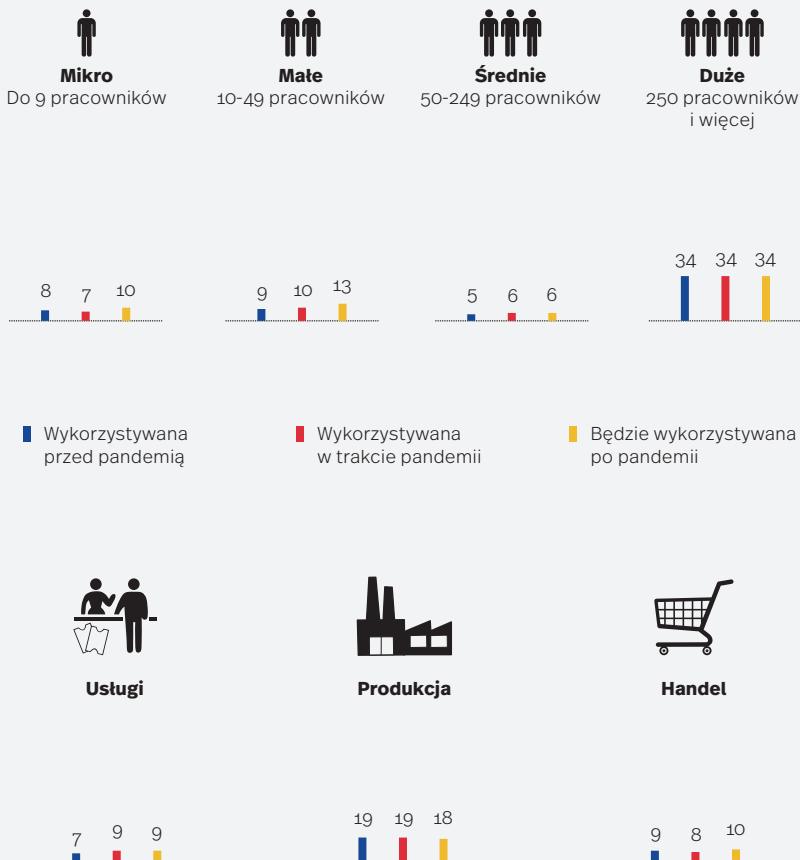 Mikro
Do 9 pracowników
Małe
10-49 pracowników
Średnie
50-249 pracowników
Duże
250 pracowników
i więcej
8 7 10
9 10 13
5 6 6
34 34 34
Wykorzystywana
przed pandemią
Wykorzystywana
w trakcie pandemii
Będzie wykorzystywana
po pandemii
Usługi
Produkcja
Handel
7 9 9
19 19 18
9 8 10